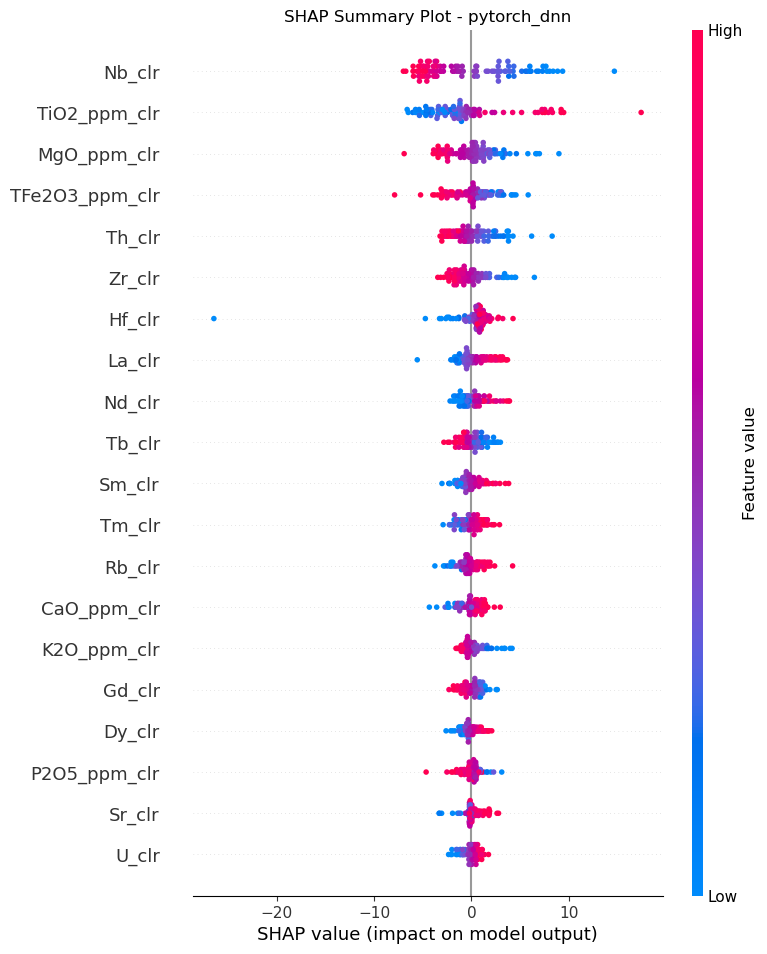 SHAP Summary Plot - pytorch_dnn
High
Nb_clr
TiO2_ppm_clr
MgO_ppm_clr
TFe2O3_ppm_clr
Th_clr
Zr_clr
Hf_clr
La_clr
Nd_clr
Tb_clr
Sm_clr
Tm_clr
Rb_clr
CaO_ppm_clr
K2O_ppm_clr
Gd_clr
Dy_clr
P2O5_ppm_clr
Sr_clr
U_clr
Feature value
Low
−20 −10 0 10
SHAP value (impact on model output)